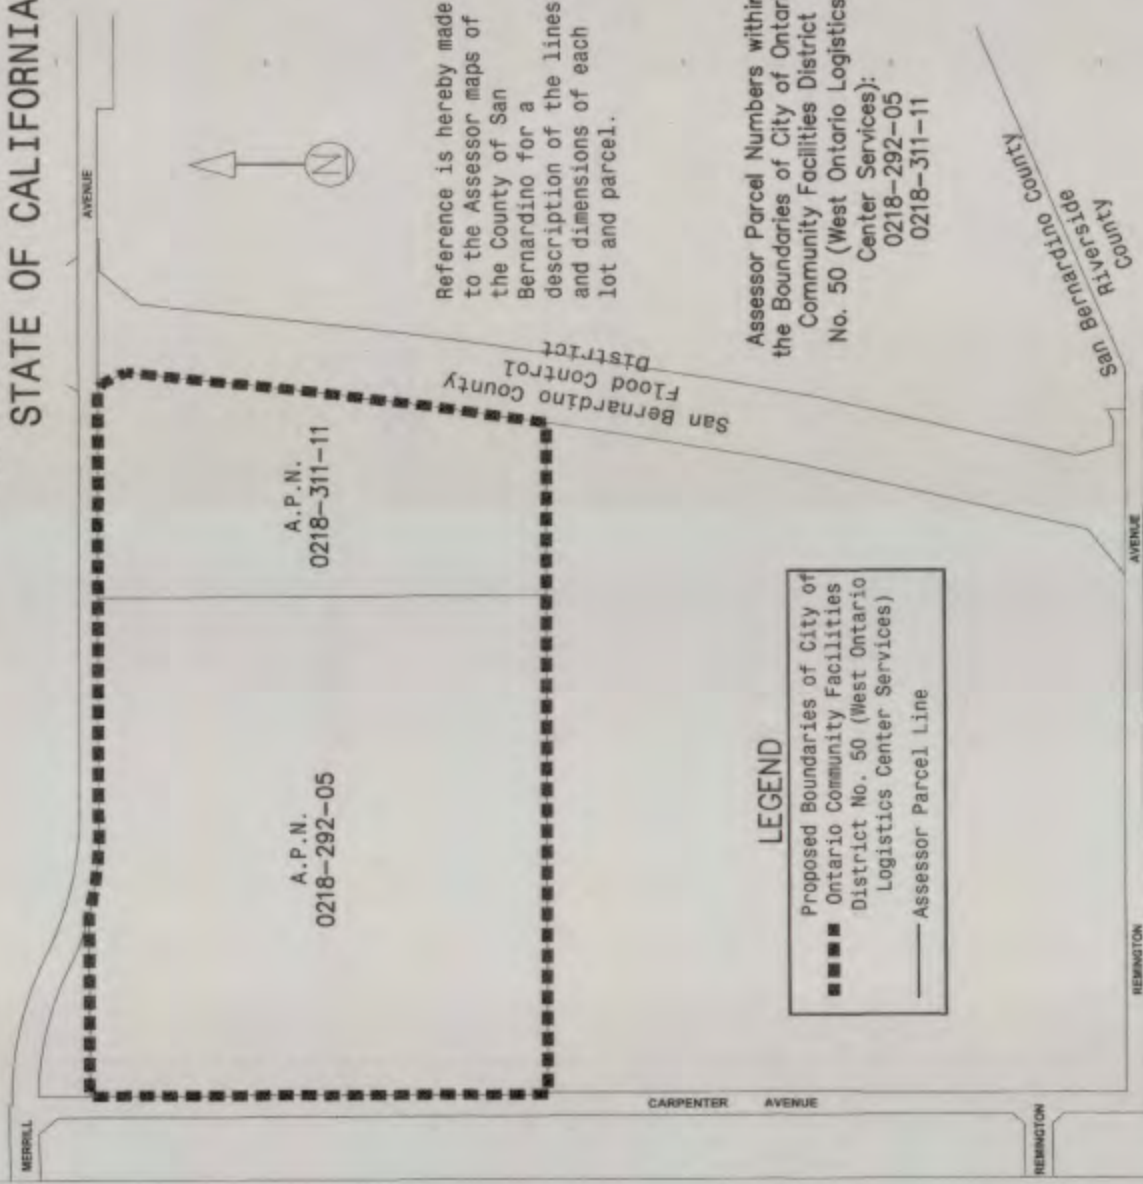 STATE OF CALIFORNIA
MERRILL
AVENUE
Reference is hereby made
to the Assessor maps of
the County of San
Bernardino for a
description of the lines
and dimensions of each
lot and parcel.
A.P.N.
0218-292-05
A.P.N.
0218-311-11
San Bernardino County
Flood Control
District
Assessor Parcel Numbers within
the Boundaries of City of
Community Facilities District
No. 50 (West Ontario Logistics
Center Services):
0218-292-05
0218-311-11
CARPENTER AVENUE
LEGEND
Proposed Boundaries of City of
Ontario Community Facilities
District No. 50 (West Ontario
Logistics Center Services)
Assessor Parcel Line
San Bernardino County
Riverside
County
REMINGTON
REMINGTON
AVENUE
N